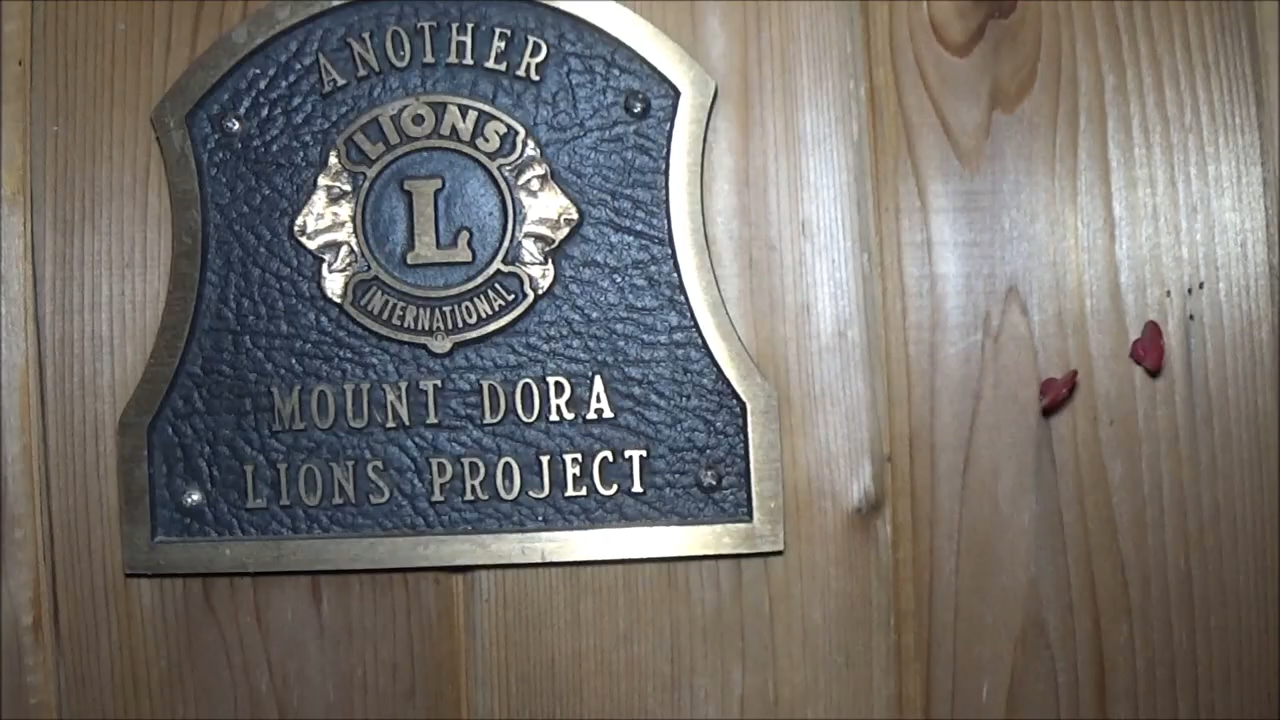 ANOTHER
LIONS
L
INTERNATIONAL
®
MOUNT DORA
LIONS PROJECT